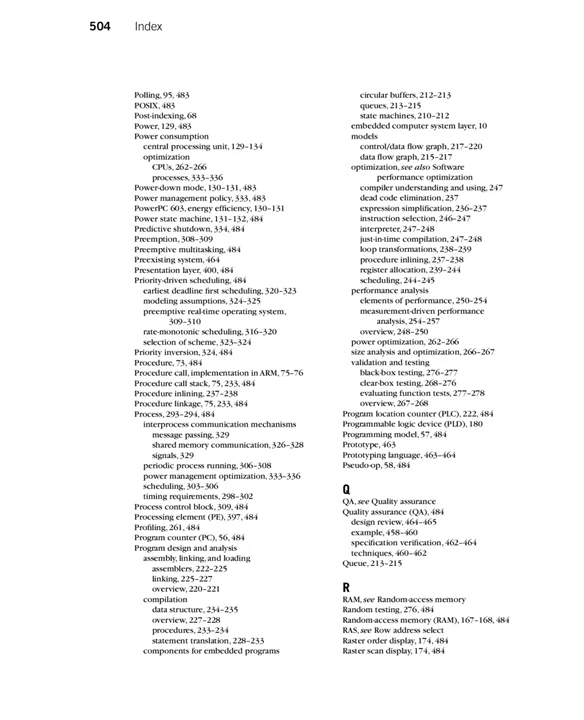 504 Index
Polling, 95, 483
POSIX, 483
Post-indexing, 68
Power, 129, 483
Power consumption
central processing unit, 129–134
optimization
CPUs, 262–266
processes, 333–336
Power-down mode, 130–131, 483
Power management policy, 333, 483
PowerPC 603, energy efficiency, 130–131
Power state machine, 131–132, 484
Predictive shutdown, 334, 484
Preemption, 308–309
Preemptive multitasking, 484
Preexisting system, 464
Presentation layer, 400, 484
Priority-driven scheduling, 484
earliest deadline first scheduling, 320–323
modeling assumptions, 324–325
preemptive real-time operating system,
309–310
rate-monotonic scheduling, 316–320
selection of scheme, 323–324
Priority inversion, 324, 484
Procedure, 73, 484
Procedure call, implementation in ARM, 75–76
Procedure call stack, 75, 233, 484
Procedure inlining, 237–238
Procedure linkage, 75, 233, 484
Process, 293–294, 484
interprocess communication mechanisms
message passing, 329
shared memory communication, 326–328
signals, 329
periodic process running, 306–308
power management optimization, 333–336
scheduling, 303–306
timing requirements, 298–302
Process control block, 309, 484
Processing element (PE), 397, 484
Profiling, 261, 484
Program counter (PC), 56, 484
Program design and analysis
assembly, linking, and loading
assemblers, 222–225
linking, 225–227
overview, 220–221
compilation
data structure, 234–235
overview, 227–228
procedures, 233–234
statement translation, 228–233
components for embedded programs
circular buffers, 212–213
queues, 213–215
state machines, 210–212
embedded computer system layer, 10
models
control/data flow graph, 217–220
data flow graph, 215–217
optimization, see also Software
performance optimization
compiler understanding and using, 247
dead code elimination, 237
expression simplification, 236–237
instruction selection, 246–247
interpreter, 247–248
just-in-time compilation, 247–248
loop transformations, 238–239
procedure inlining, 237–238
register allocation, 239–244
scheduling, 244–245
performance analysis
elements of performance, 250–254
measurement-driven performance
analysis, 254–257
overview, 248–250
power optimization, 262–266
size analysis and optimization, 266–267
validation and testing
black-box testing, 276–277
clear-box testing, 268–276
evaluating function tests, 277–278
overview, 267–268
Program location counter (PLC), 222, 484
Programmable logic device (PLD), 180
Programming model, 57, 484
Prototype, 463
Prototyping language, 463–464
Pseudo-op, 58, 484
Q
QA, see Quality assurance
Quality assurance (QA), 484
design review, 464–465
example, 458–460
specification verification, 462–464
techniques, 460–462
Queue, 213–215
R
RAM, see Random-access memory
Random testing, 276, 484
Random-access memory (RAM), 167–168, 484
RAS, see Row address select
Raster order display, 174, 484
Raster scan display, 174, 484